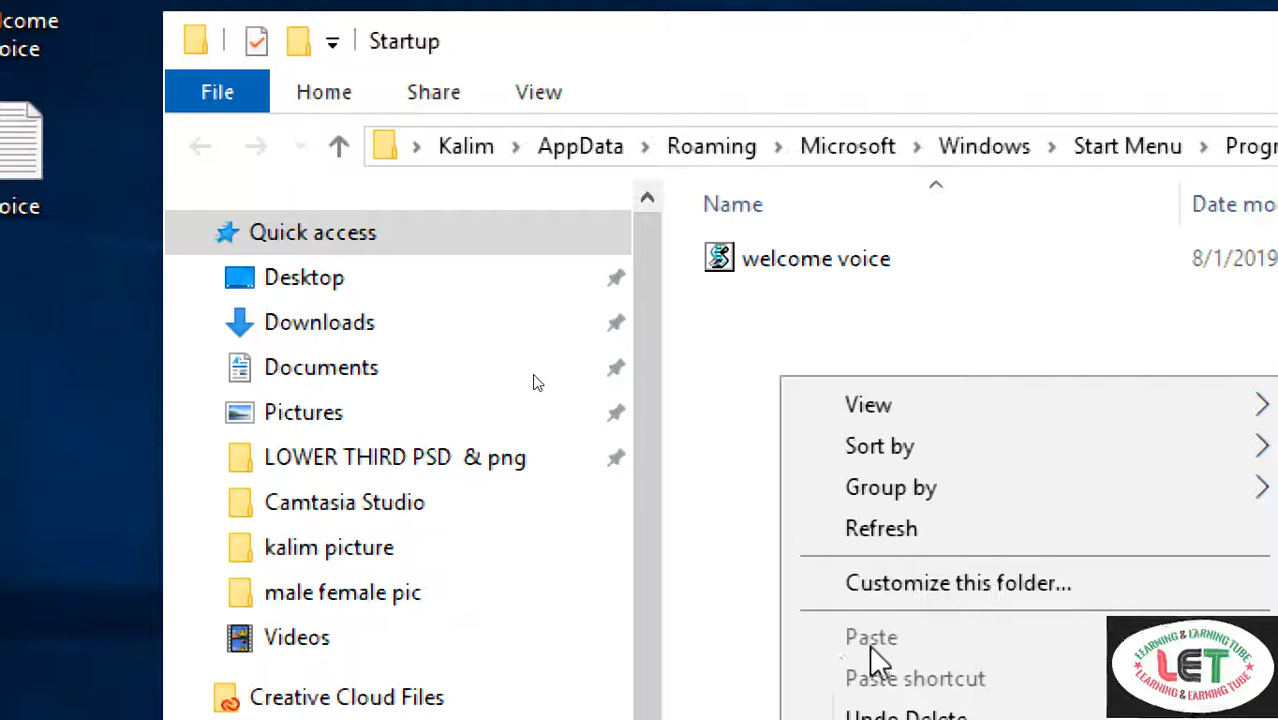 lcome
oice
oice
Startup
File
Home
Share
View
Kalim
AppData
Roaming
Microsoft
Windows
Start Menu
Progr
Name
Date mo
welcome voice
8/1/2019
Quick access
Desktop
Downloads
Documents
Pictures
LOWER THIRD PSD & png
Camtasia Studio
kalim picture
male female pic
Videos
Creative Cloud Files
View
Sort by
Group by
Refresh
Customize this folder...
Paste
Paste shortcut
Undo Delete
LEARNING & EARNING TUBE
LET
LEARNING & EARNING TUBE